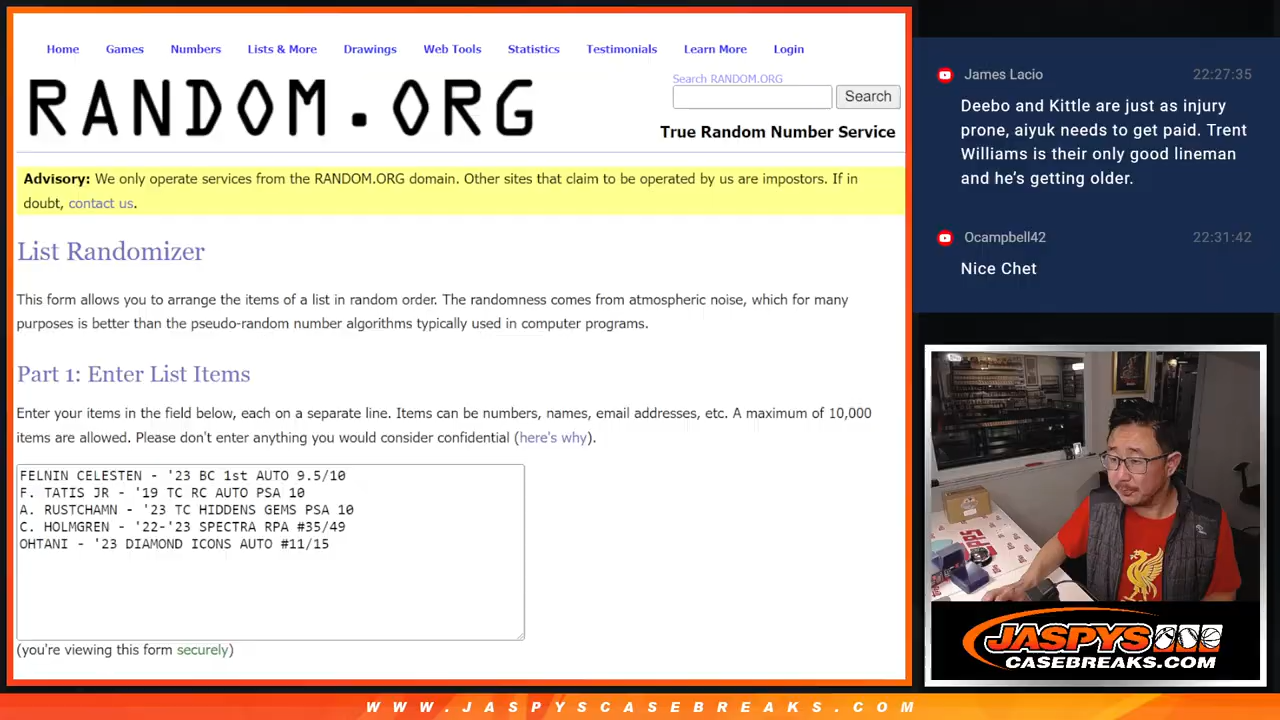 Home Games Numbers Lists & More Drawings Web Tools Statistics Testimonials Learn More Login
RANDOM.ORG
Search RANDOM.ORG
Search
True Random Number Service
Advisory: We only operate services from the RANDOM.ORG domain. Other sites that claim to be operated by us are impostors. If in
doubt, contact us.
List Randomizer
This form allows you to arrange the items of a list in random order. The randomness comes from atmospheric noise, which for many
purposes is better than the pseudo-random number algorithms typically used in computer programs.
Part 1: Enter List Items
Enter your items in the field below, each on a separate line. Items can be numbers, names, email addresses, etc. A maximum of 10,000
items are allowed. Please don't enter anything you would consider confidential (here's why).
FELNIN CELESTEN - '23 BC 1st AUTO 9.5/10
F. TATIS JR - '19 TC RC AUTO PSA 10
A. RUSTCHAMN - '23 TC HIDDENS GEMS PSA 10
C. HOLMGREN - '22-'23 SPECTRA RPA #35/49
OHTANI - '23 DIAMOND ICONS AUTO #11/15
(you're viewing this form securely)
James Lacio 22:27:35
Deebo and Kittle are just as injury
prone, aiyuk needs to get paid. Trent
Williams is their only good lineman
and he's getting older.
Ocampbell42 22:31:42
Nice Chet
JASPYS
CASEBREAKS.COM
WWW.JASPYSCASEBREAKS.COM